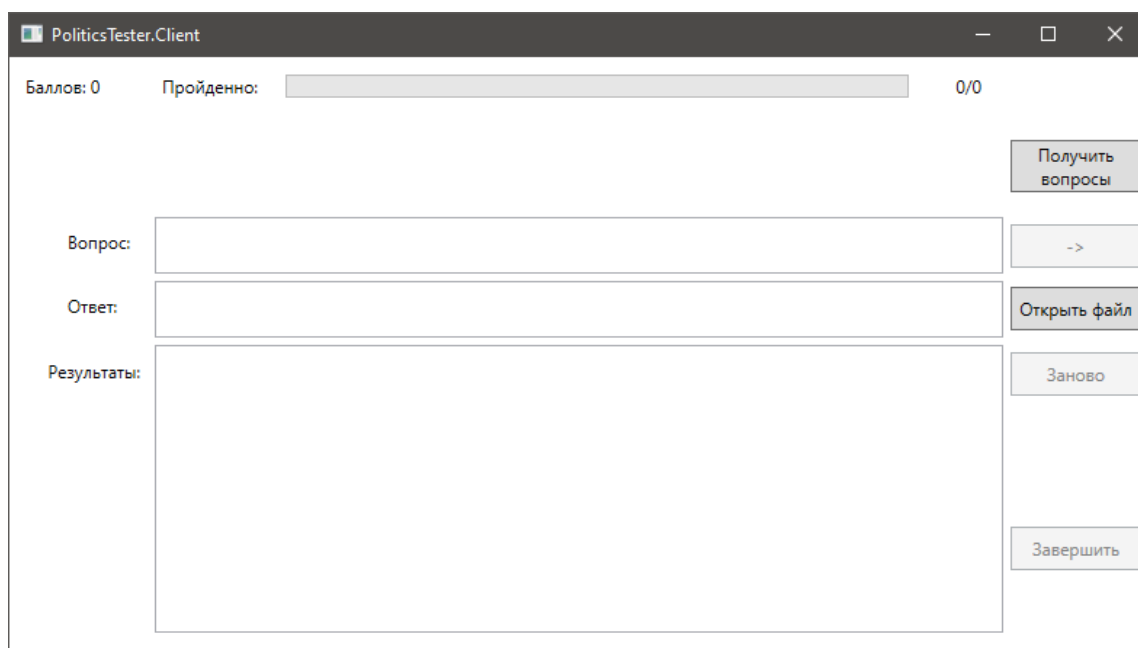 PoliticsTester.Client
Баллов: 0 Пройденно: 0/0
Получить
вопросы
Вопрос:
->
Ответ:
Открыть файл
Результаты:
Заново
Завершить